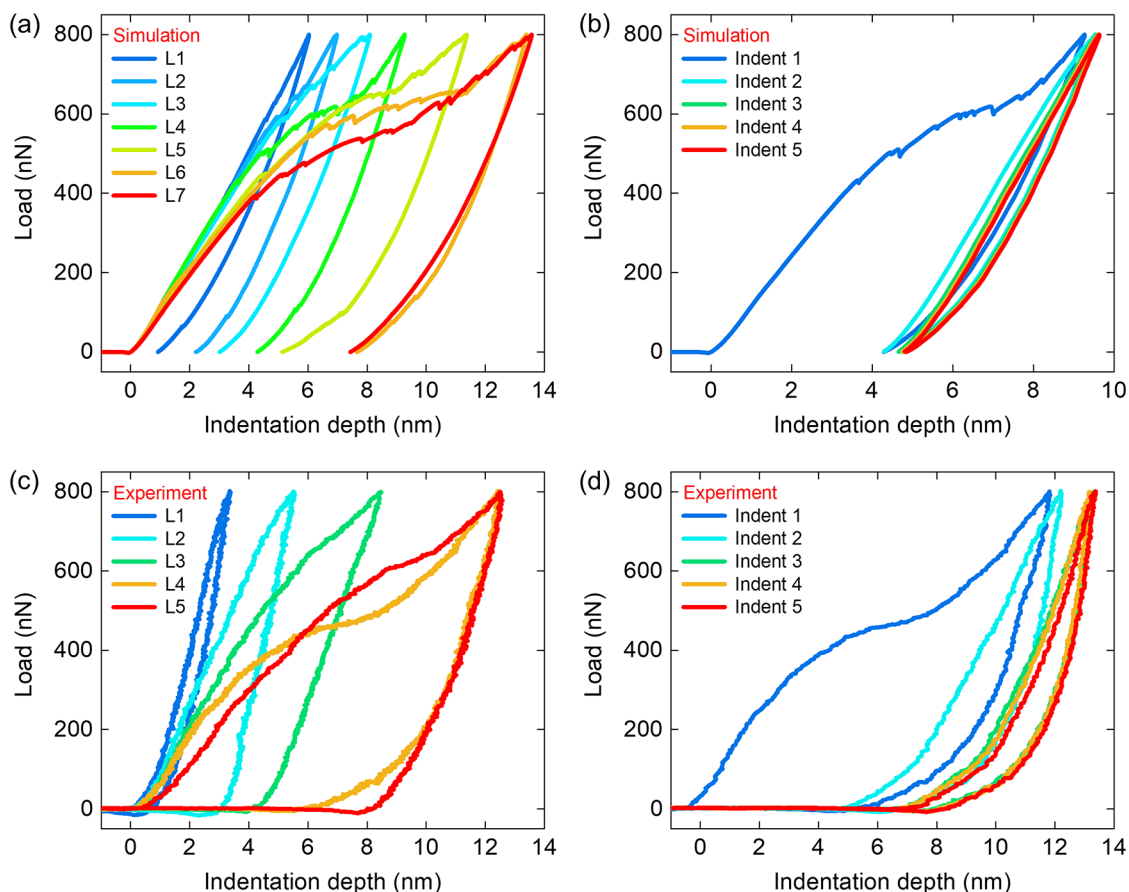 (a)
Simulation
L1
L2
L3
L4
L5
L6
L7
Load (nN)
800
600
400
200
0
0 2 4 6 8 10 12 14
Indentation depth (nm)
(b)
Simulation
Indent 1
Indent 2
Indent 3
Indent 4
Indent 5
Load (nN)
800
600
400
200
0
0 2 4 6 8 10
Indentation depth (nm)
(c)
Experiment
L1
L2
L3
L4
L5
Load (nN)
800
600
400
200
0
0 2 4 6 8 10 12 14
Indentation depth (nm)
(d)
Experiment
Indent 1
Indent 2
Indent 3
Indent 4
Indent 5
Load (nN)
800
600
400
200
0
0 2 4 6 8 10 12 14
Indentation depth (nm)